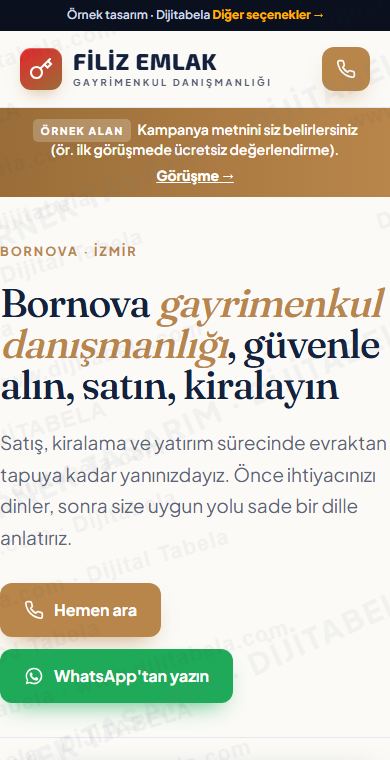 Örnek tasarım · Dijitabela Diğer seçenekler →
FİLİZ EMLAK
GAYRİMENKUL DANIŞMANLIĞI
ÖRNEK ALAN Kampanya metnini siz belirlersiniz
(ör. ilk görüşmede ücretsiz değerlendirme).
Görüşme →
BORNOVA · İZMİR
Bornova gayrimenkul
danışmanlığı, güvenle
alın, satın, kiralayın
Satış, kiralama ve yatırım sürecinde evraktan
tapuya kadar yanınızdayız. Önce ihtiyacınızı
dinler, sonra size uygun yolu sade bir dille
anlatırız.
Hemen ara
WhatsApp'tan yazın